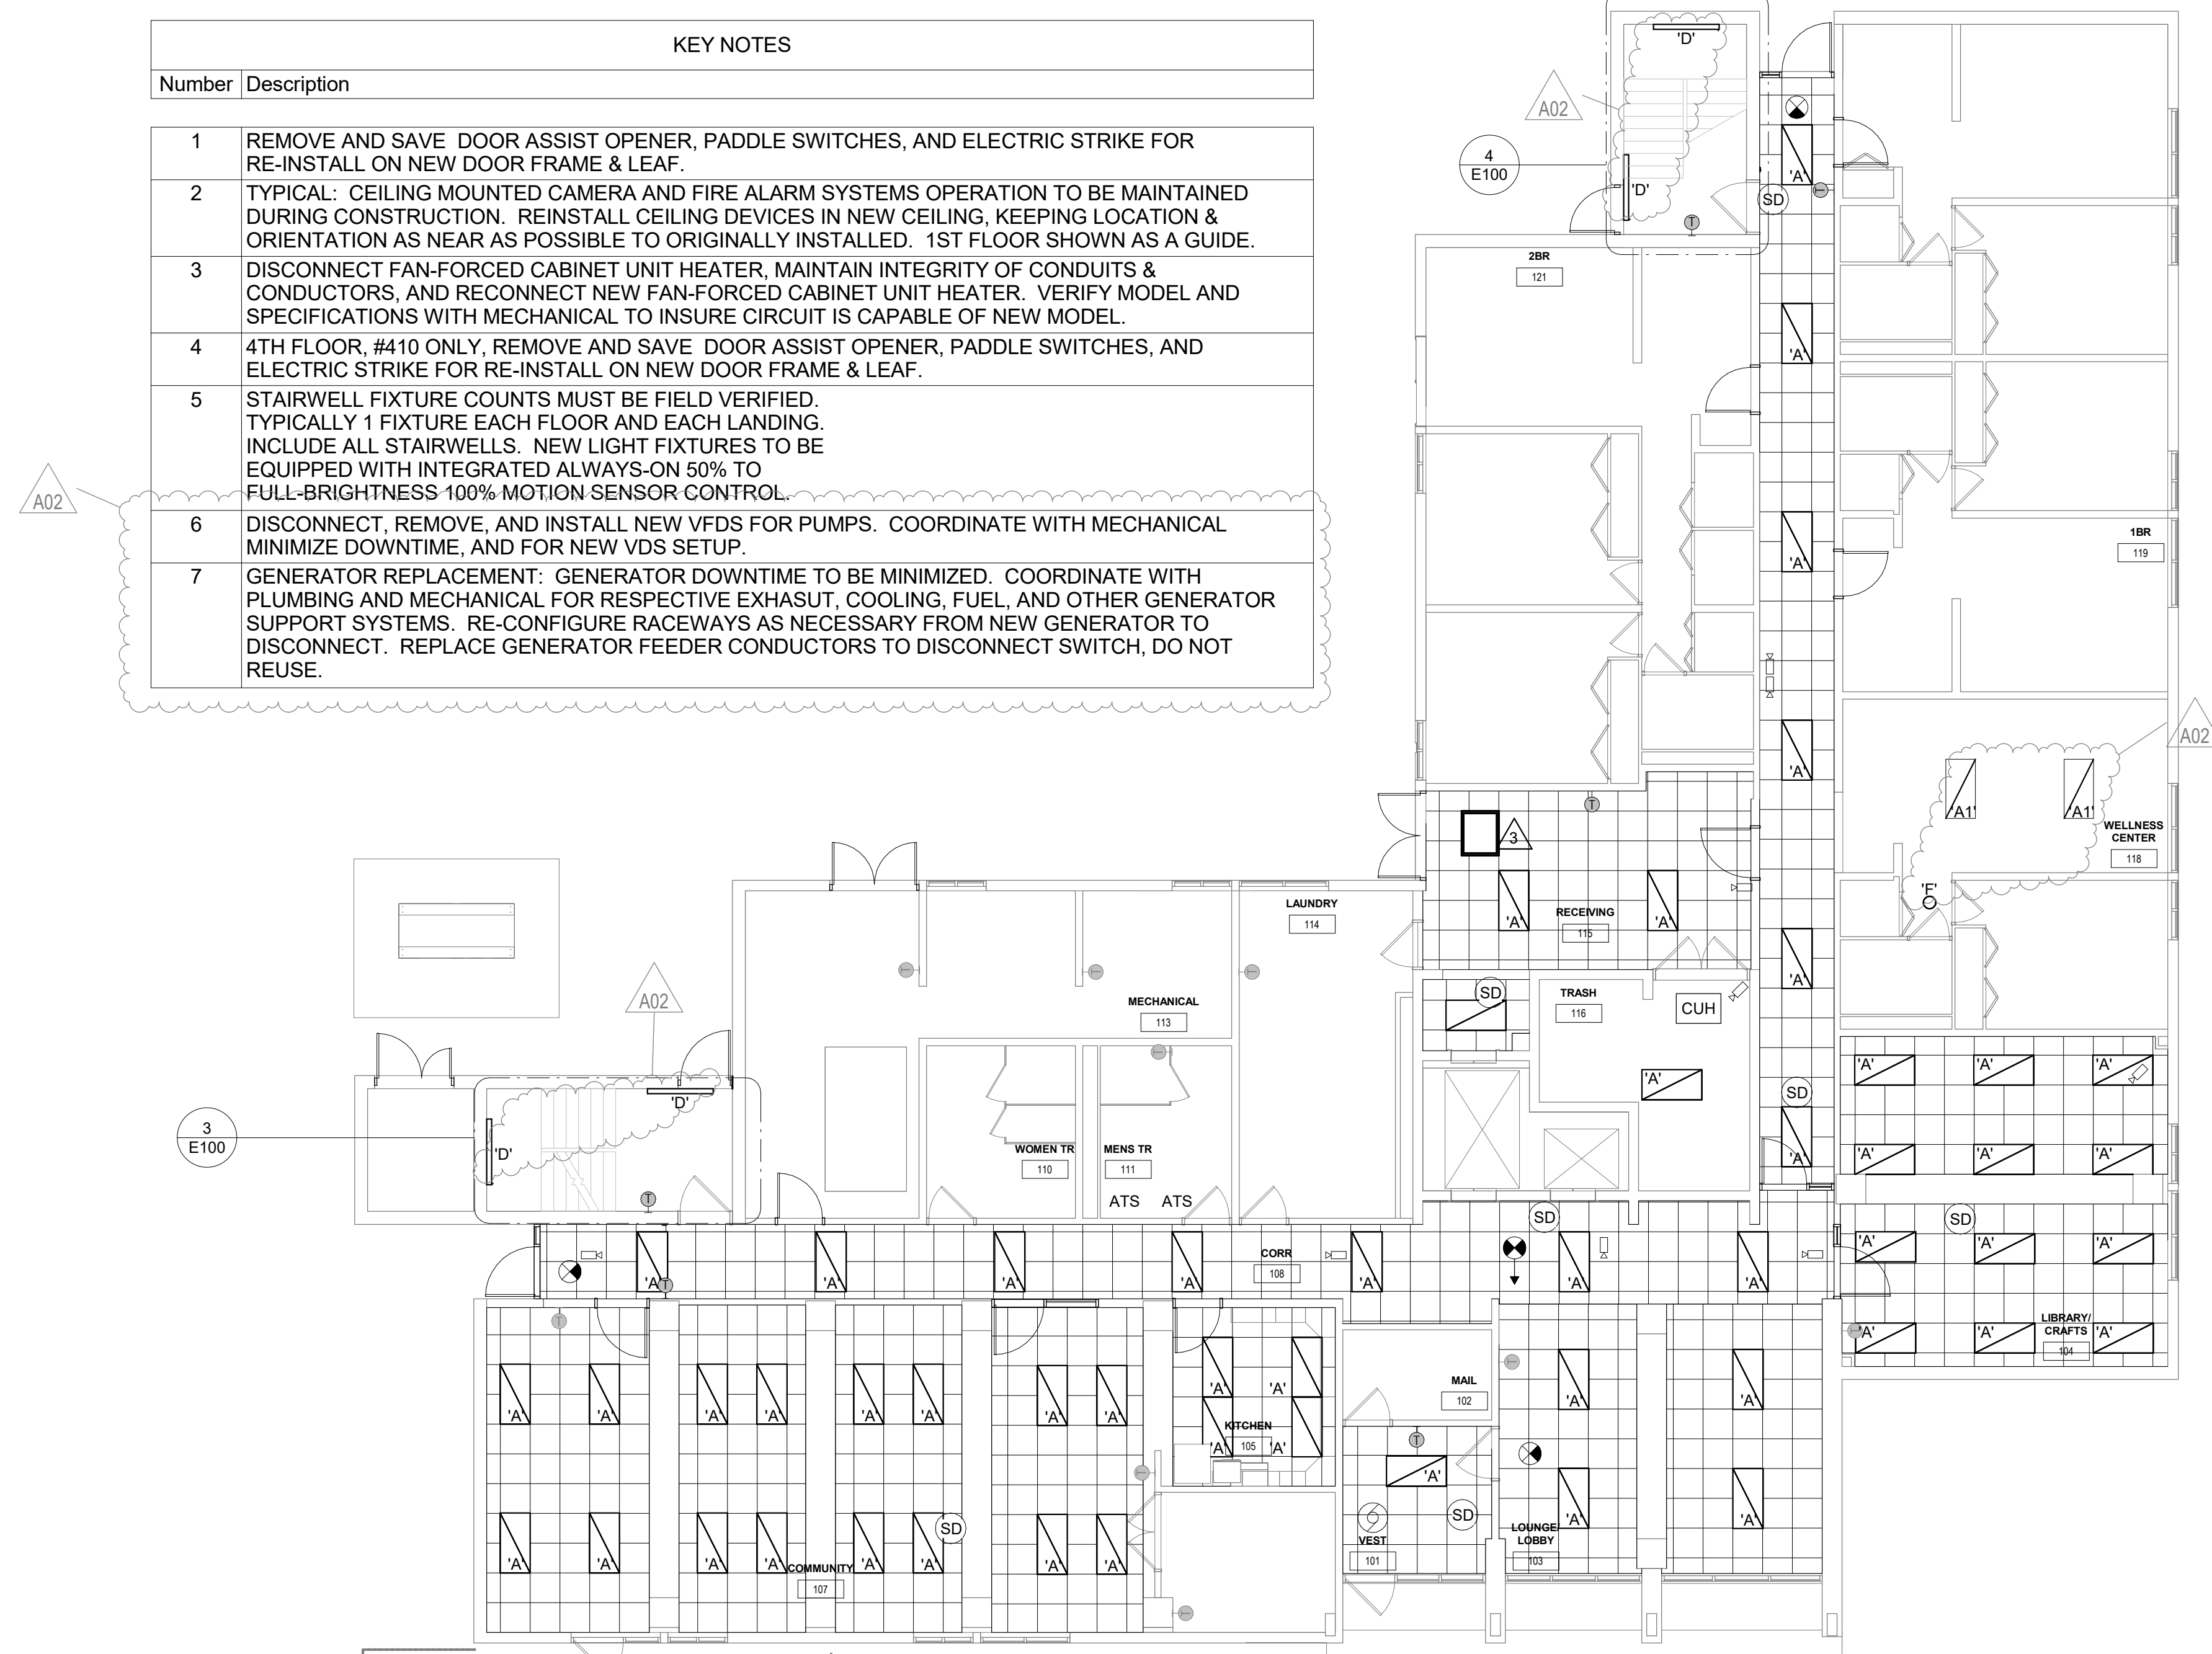 KEY NOTES
Number Description
1 REMOVE AND SAVE DOOR ASSIST OPENER, PADDLE SWITCHES, AND ELECTRIC STRIKE FOR
RE-INSTALL ON NEW DOOR FRAME & LEAF.
2 TYPICAL: CEILING MOUNTED CAMERA AND FIRE ALARM SYSTEMS OPERATION TO BE MAINTAINED
DURING CONSTRUCTION. REINSTALL CEILING DEVICES IN NEW CEILING, KEEPING LOCATION &
ORIENTATION AS NEAR AS POSSIBLE TO ORIGINALLY INSTALLED. 1ST FLOOR SHOWN AS A GUIDE.
3 DISCONNECT FAN-FORCED CABINET UNIT HEATER, MAINTAIN INTEGRITY OF CONDUITS &
CONDUCTORS, AND RECONNECT NEW FAN-FORCED CABINET UNIT HEATER. VERIFY MODEL AND
SPECIFICATIONS WITH MECHANICAL TO INSURE CIRCUIT IS CAPABLE OF NEW MODEL.
4 4TH FLOOR, #410 ONLY, REMOVE AND SAVE DOOR ASSIST OPENER, PADDLE SWITCHES, AND
ELECTRIC STRIKE FOR RE-INSTALL ON NEW DOOR FRAME & LEAF.
5 STAIRWELL FIXTURE COUNTS MUST BE FIELD VERIFIED.
TYPICALLY 1 FIXTURE EACH FLOOR AND EACH LANDING.
INCLUDE ALL STAIRWELLS. NEW LIGHT FIXTURES TO BE
EQUIPPED WITH INTEGRATED ALWAYS-ON 50% TO
FULL-BRIGHTNESS 100% MOTION SENSOR CONTROL.
6 DISCONNECT, REMOVE, AND INSTALL NEW VFDS FOR PUMPS. COORDINATE WITH MECHANICAL
MINIMIZE DOWNTIME, AND FOR NEW VDS SETUP.
7 GENERATOR REPLACEMENT: GENERATOR DOWNTIME TO BE MINIMIZED. COORDINATE WITH
PLUMBING AND MECHANICAL FOR RESPECTIVE EXHASUT, COOLING, FUEL, AND OTHER GENERATOR
SUPPORT SYSTEMS. RE-CONFIGURE RACEWAYS AS NECESSARY FROM NEW GENERATOR TO
DISCONNECT. REPLACE GENERATOR FEEDER CONDUCTORS TO DISCONNECT SWITCH, DO NOT
REUSE.
A02
'D'
A02
4
E100
'D'
T
'A'
SD
T
2BR
121
'A'
'A'
1BR
119
'A'
A02
'A1' 'A1'
WELLNESS
CENTER
118
'F'
T
3
'A' 'A'
RECEIVING
115
'A'
LAUNDRY
114
T T T
MECHANICAL
113
SD
TRASH
116
CUH
'A'
SD
'A'
A02
'D'
'D'
3
E100
T
T
WOMEN TR
110
MENS TR
111
ATS ATS
'A' 'A' 'A'
'A' 'A' 'A'
SD
'A' 'A' 'A'
LIBRARY/
CRAFTS
104
T 'A' 'A' 'A'
SD
'A' T 'A' 'A' 'A' 'A' 'A' 'A'
CORR
108
T
'A' 'A' 'A' 'A' 'A' 'A' 'A' 'A'
'A' 'A'
KITCHEN
105
'A' 'A'
T
MAIL
102
T
'A' 'A'
T
'A'
SD
VEST
101
LOUNGE/
LOBBY
103
'A' 'A'
T
SD
'A' 'A' 'A' 'A' 'A' 'A' 'A' 'A'
COMMUNITY
107
T